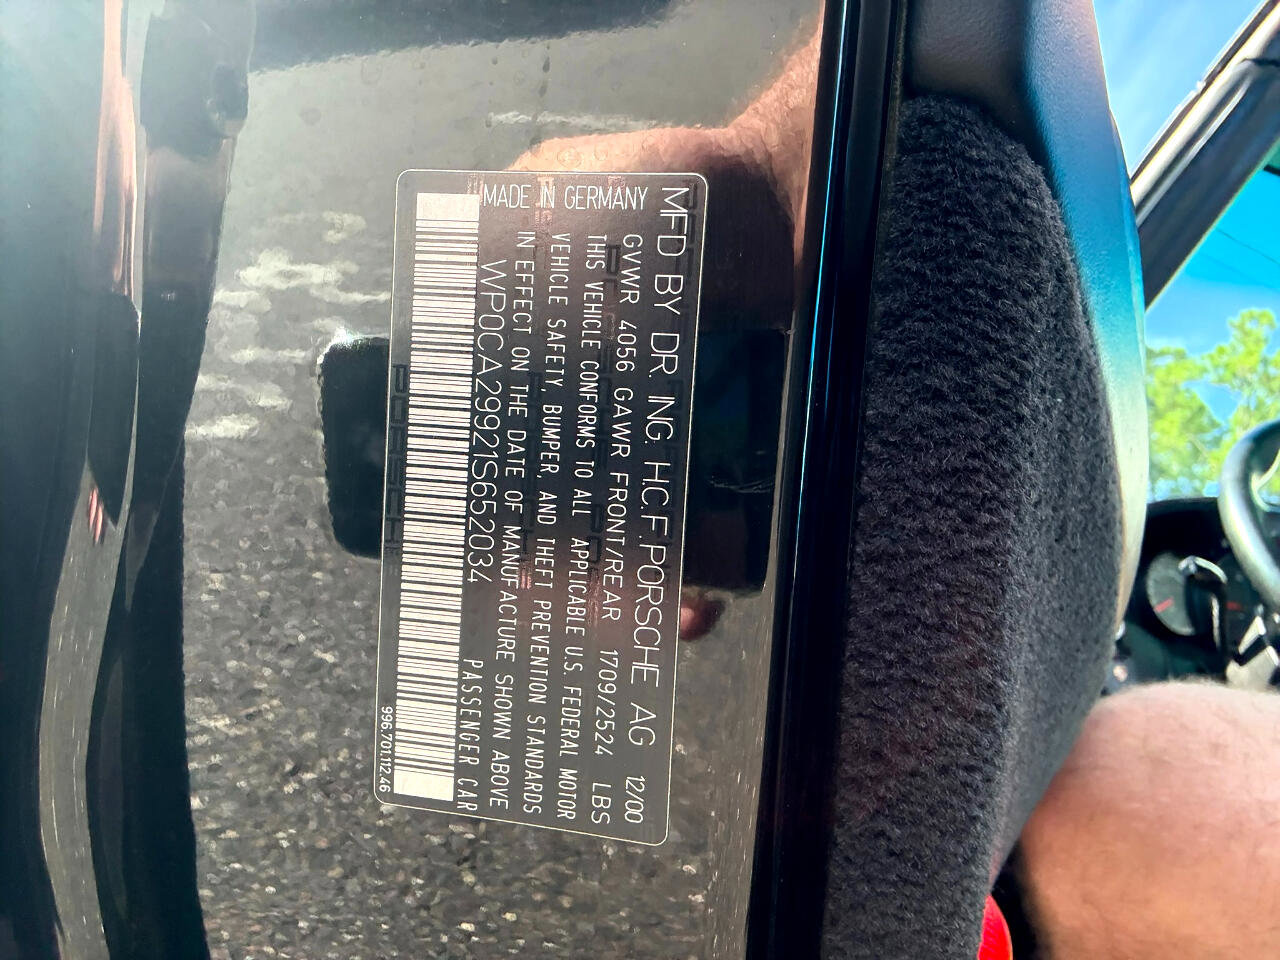 MFD BY DR. ING. H.C.F. PORSCHE AG 12/00
GVWR 4056 GAWR FRONT/REAR 1709/2524 LBS
THIS VEHICLE CONFORMS TO ALL APPLICABLE U.S. FEDERAL MOTOR
VEHICLE SAFETY, BUMPER, AND THEFT PREVENTION STANDARDS
IN EFFECT ON THE DATE OF MANUFACTURE SHOWN ABOVE
MADE IN GERMANY
WP0CA29921S652034 PASSENGER CAR
996.701.112.46